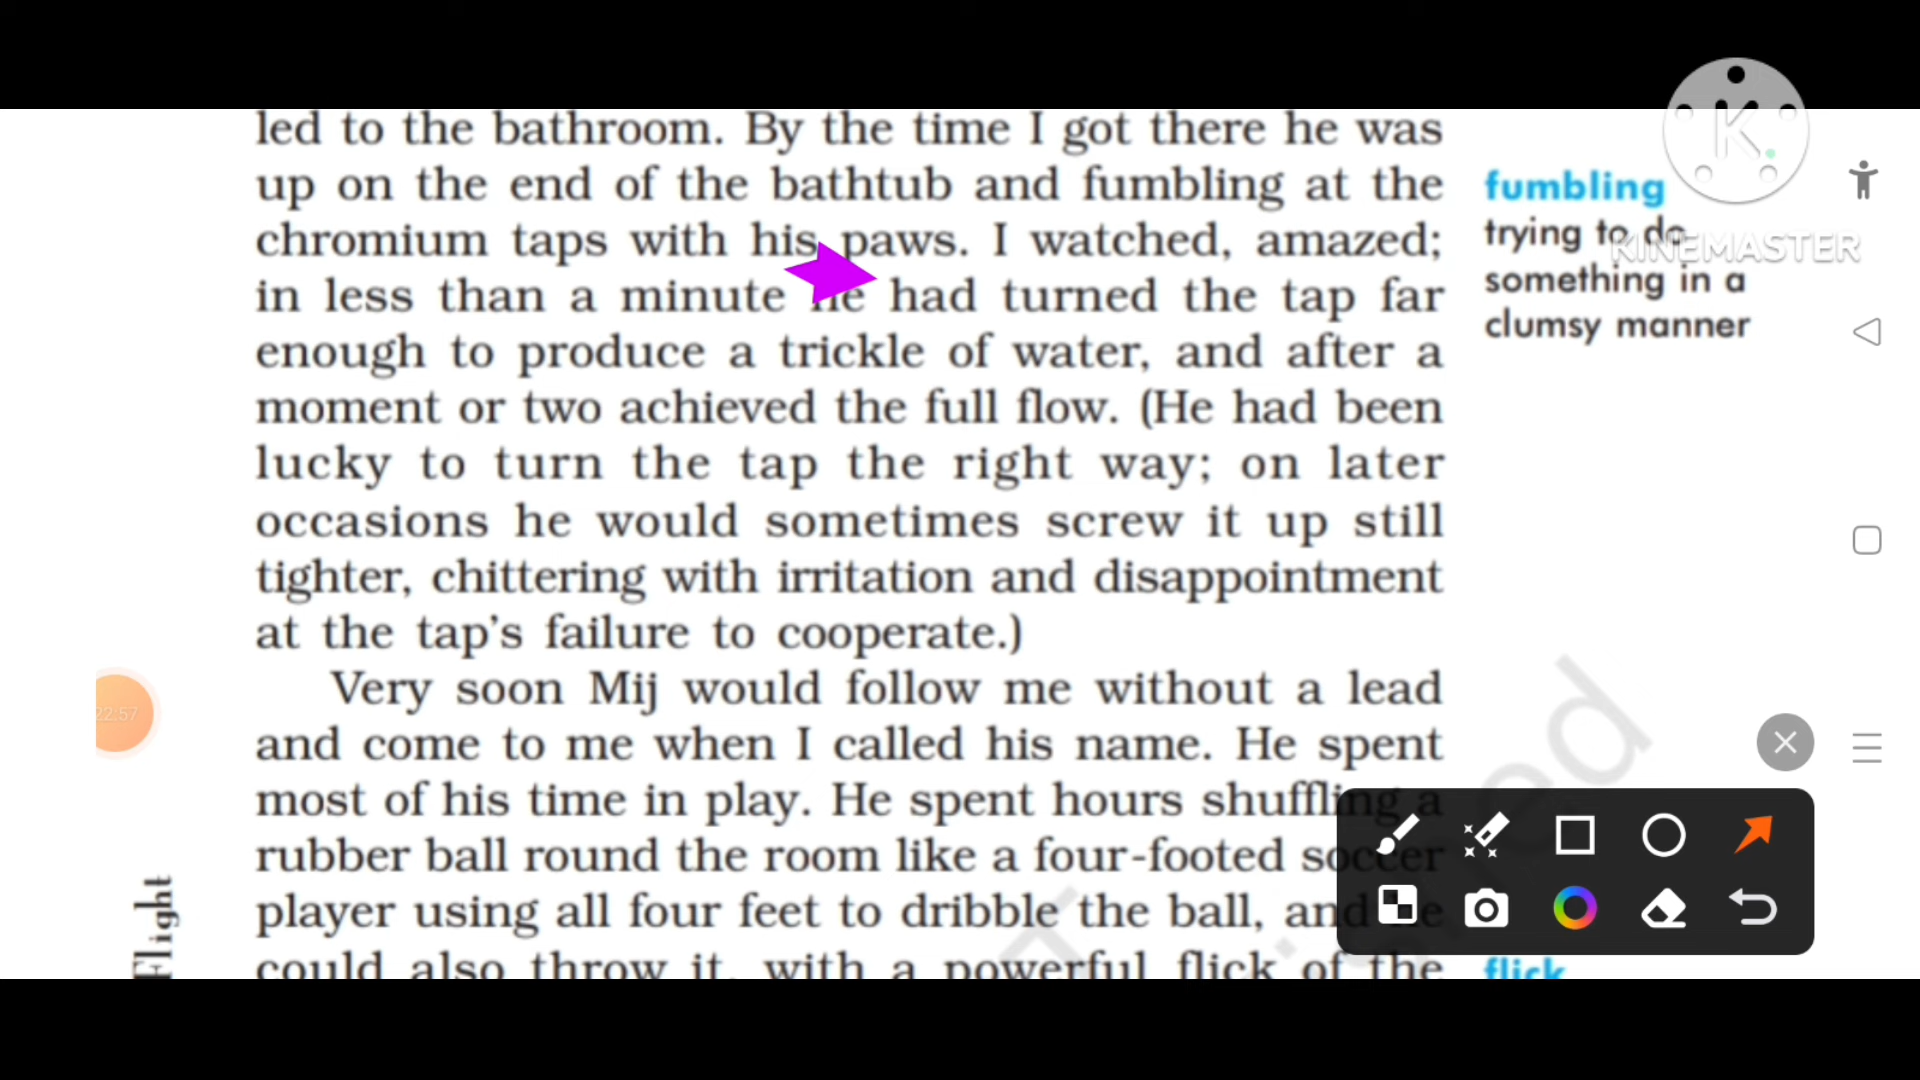 led to the bathroom. By the time I got there he was
up on the end of the bathtub and fumbling at the
chromium taps with his paws. I watched, amazed;
in less than a minute he had turned the tap far
enough to produce a trickle of water, and after a
moment or two achieved the full flow. (He had been
lucky to turn the tap the right way; on later
occasions he would sometimes screw it up still
tighter, chittering with irritation and disappointment
at the tap's failure to cooperate.)
Very soon Mij would follow me without a lead
and come to me when I called his name. He spent
most of his time in play. He spent hours shuffling a
rubber ball round the room like a four-footed soccer
player using all four feet to dribble the ball, and he
could also throw it, with a powerful flick of the
fumbling
trying to do
something in a
clumsy manner
flick
K
KINEMASTER
22:57
Flight